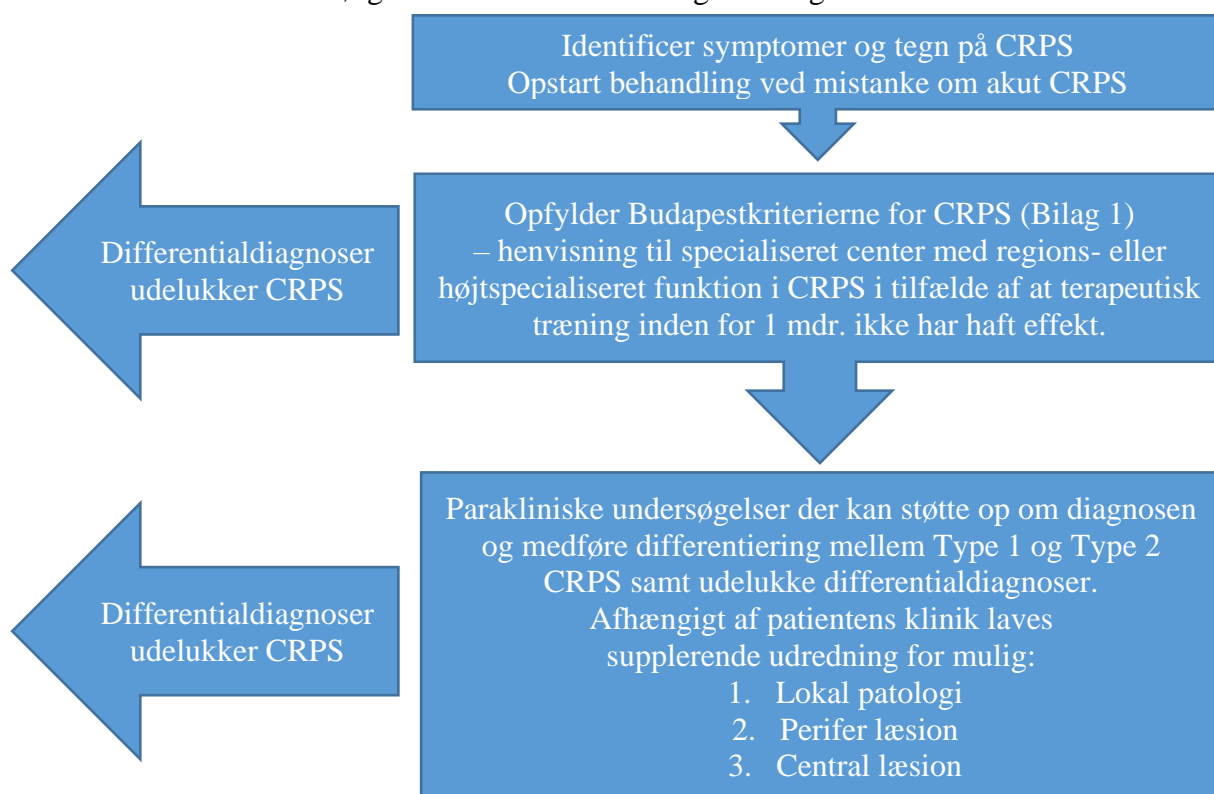 Identificer symptomer og tegn på CRPS
Opstart behandling ved mistanke om akut CRPS
Differentialdiagnoser
udelukker CRPS
Opfylder Budapestkriterierne for CRPS (Bilag 1)
– henvisning til specialiseret center med regions- eller
højtspecialiseret funktion i CRPS i tilfælde af at terapeutisk
træning inden for 1 mdr. ikke har haft effekt.
Differentialdiagnoser
udelukker CRPS
Parakliniske undersøgelser der kan støtte op om diagnosen
og medføre differentiering mellem Type 1 og Type 2
CRPS samt udelukke differentialdiagnoser.
Afhængigt af patientens klinik laves
supplerende udredning for mulig:
1. Lokal patologi
2. Perifer læsion
3. Central læsion